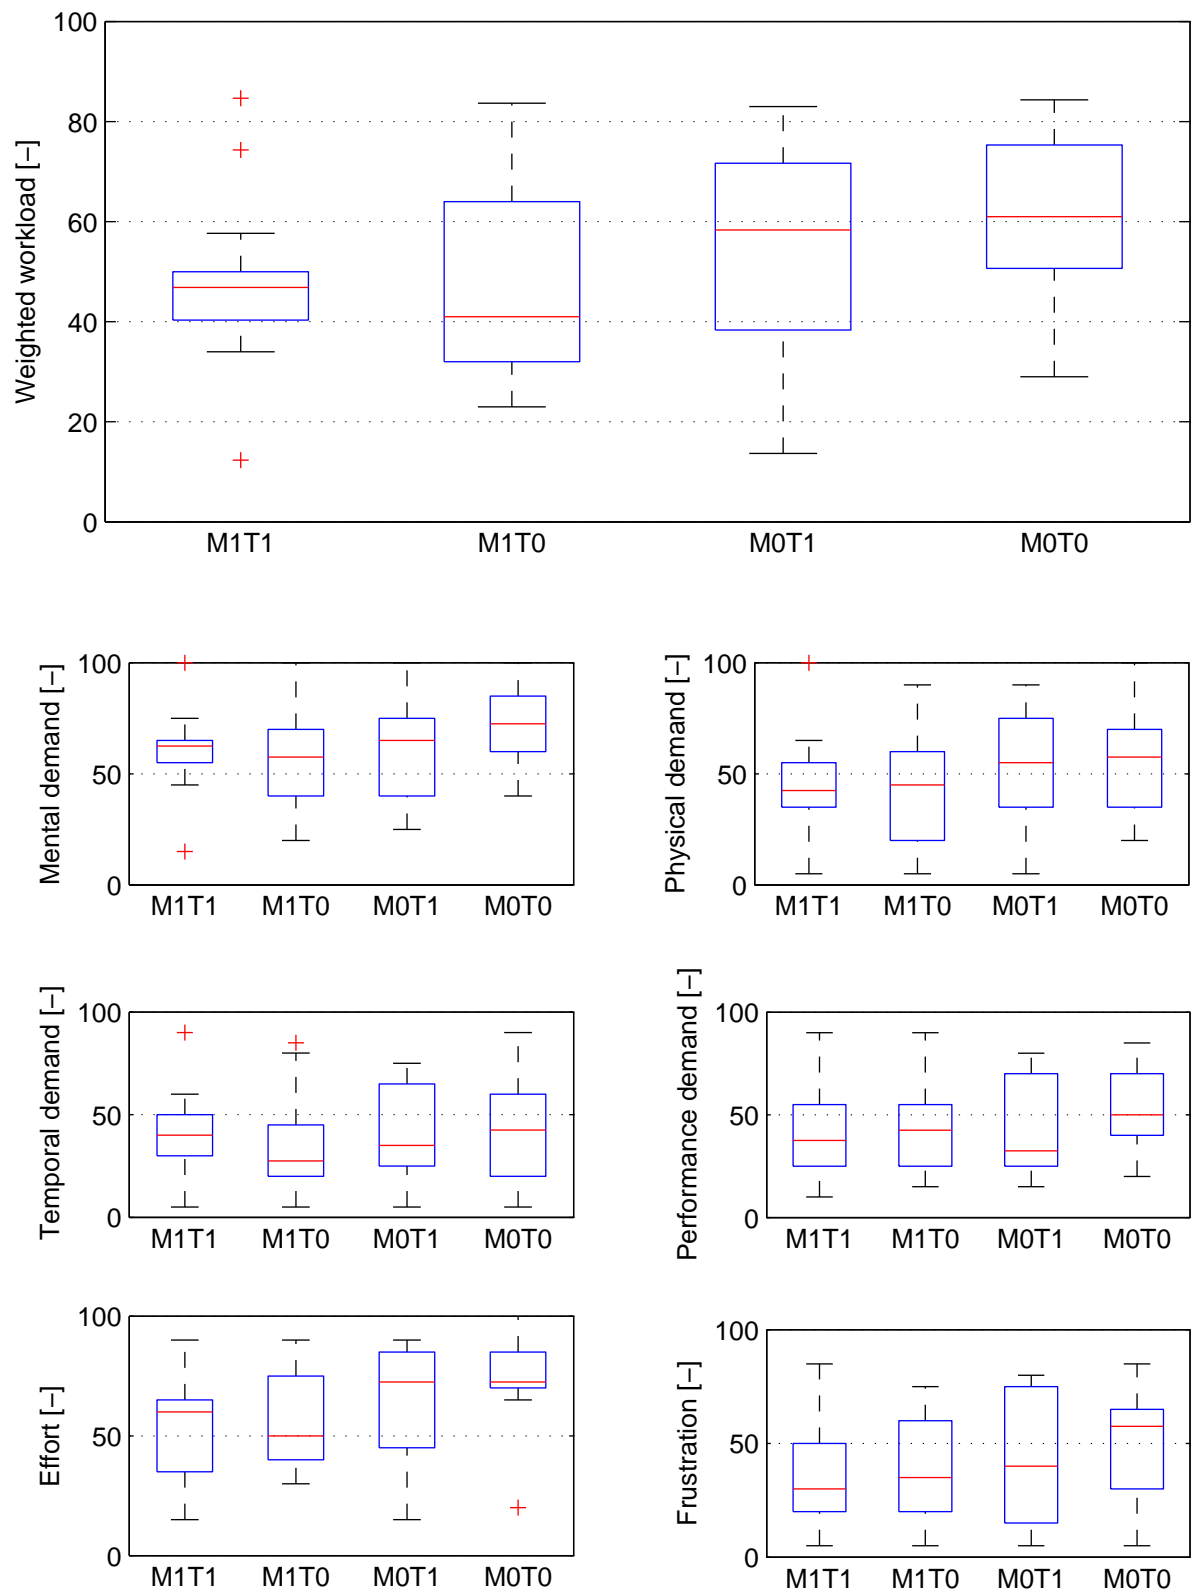 Weighted workload [−]
100
80
60
40
20
0
M1T1 M1T0 M0T1 M0T0
Mental demand [−]
100
50
0
M1T1 M1T0 M0T1 M0T0
Physical demand [−]
100
50
0
M1T1 M1T0 M0T1 M0T0
Temporal demand [−]
100
50
0
M1T1 M1T0 M0T1 M0T0
Performance demand [−]
100
50
0
M1T1 M1T0 M0T1 M0T0
Effort [−]
100
50
0
M1T1 M1T0 M0T1 M0T0
Frustration [−]
100
50
0
M1T1 M1T0 M0T1 M0T0